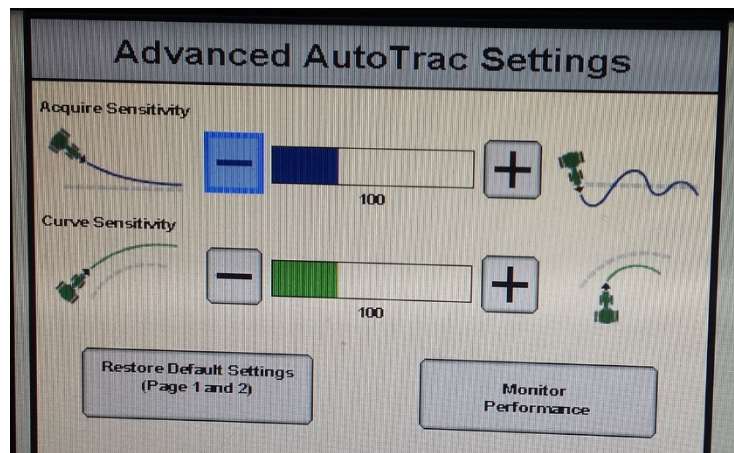 Advanced AutoTrac Settings
Acquire Sensitivity
100
Curve Sensitivity
100
Restore Default Settings
(Page 1 and 2)
Monitor
Performance